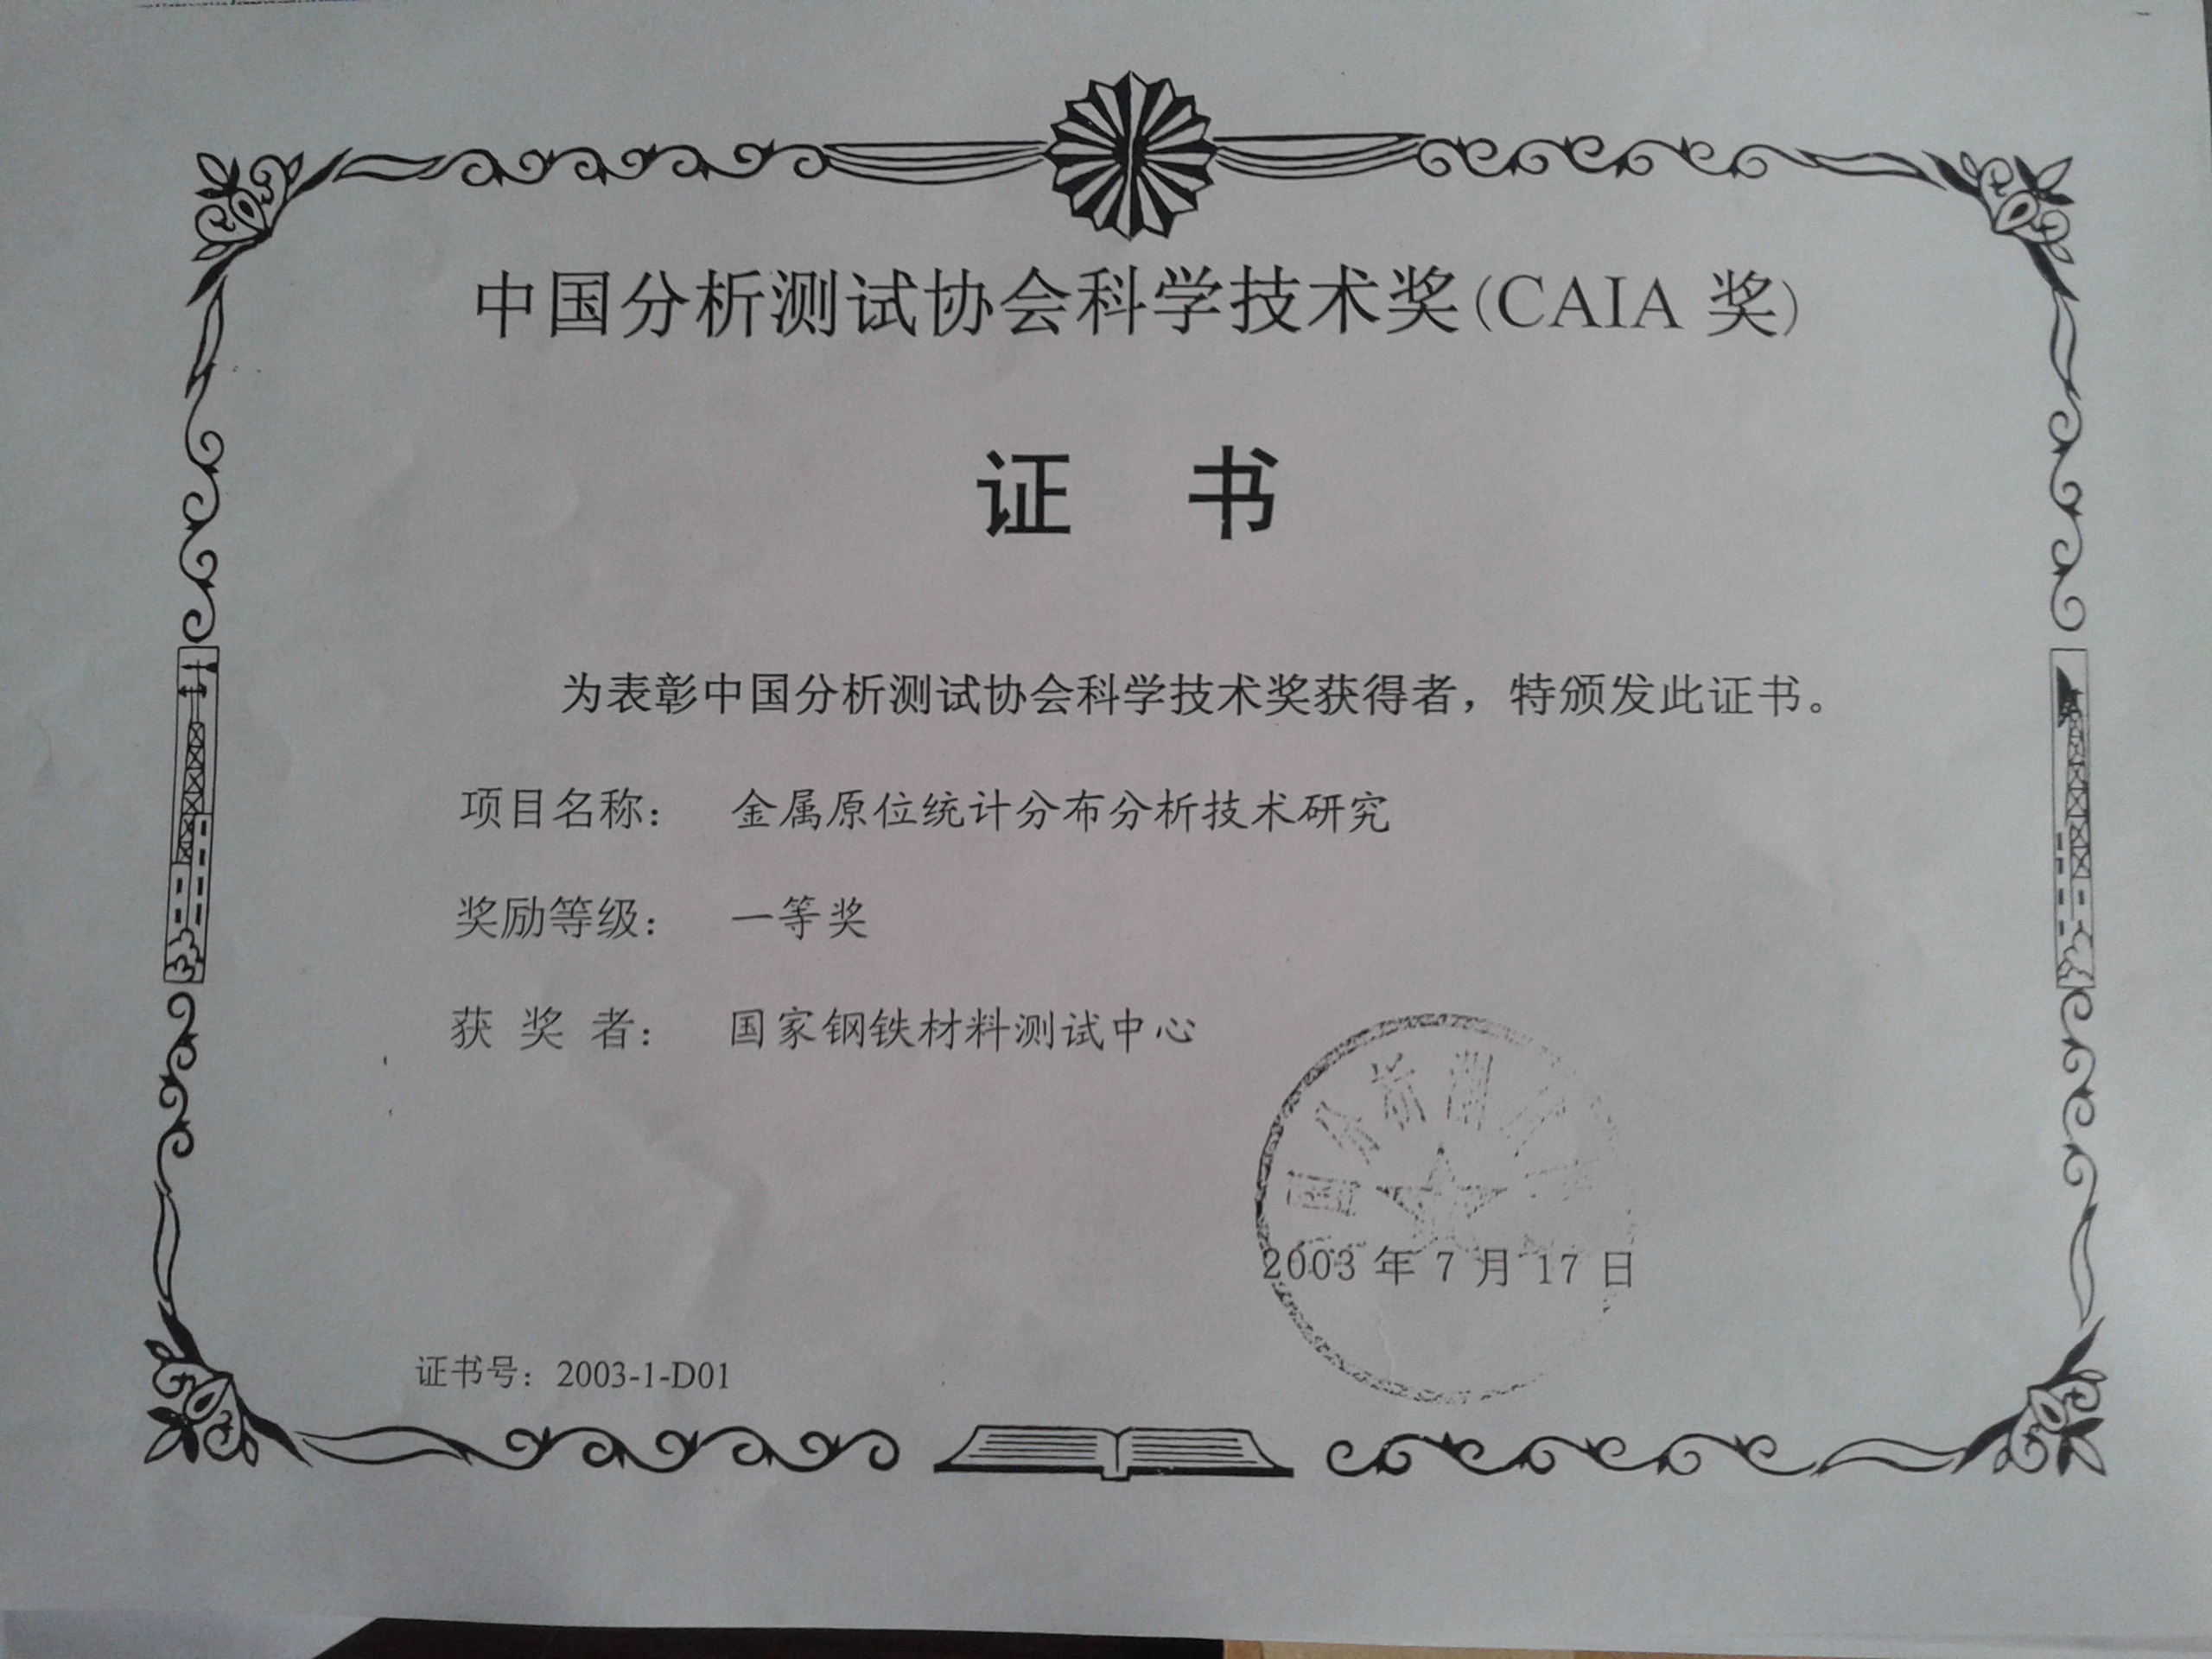 中国分析测试协会科学技术奖(CAIA 奖)
证 书
为表彰中国分析测试协会科学技术奖获得者，特颁发此证书。
项目名称： 金属原位统计分布分析技术研究
奖励等级： 一等奖
获 奖 者： 国家钢铁材料测试中心
国分析测
2003 年 7 月 17 日
证书号：2003-1-D01